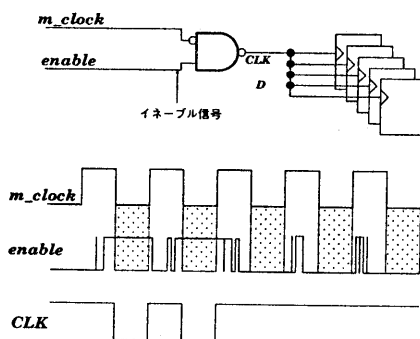 m_clock
enable
CLK
D
イネーブル信号
m_clock
enable
CLK